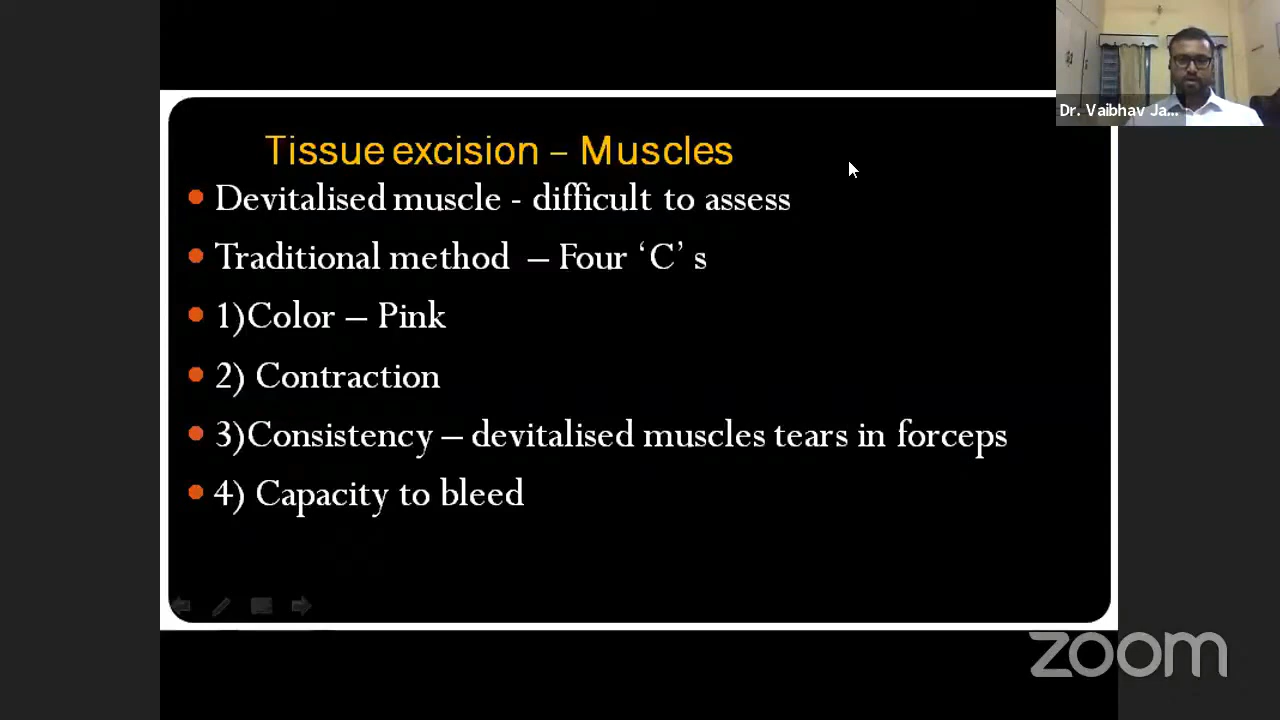 Dr. Vaibhav Ja...
Tissue excision – Muscles
Devitalised muscle - difficult to assess
Traditional method – Four ‘C’ s
1)Color – Pink
2) Contraction
3)Consistency – devitalised muscles tears in forceps
4) Capacity to bleed
zoom